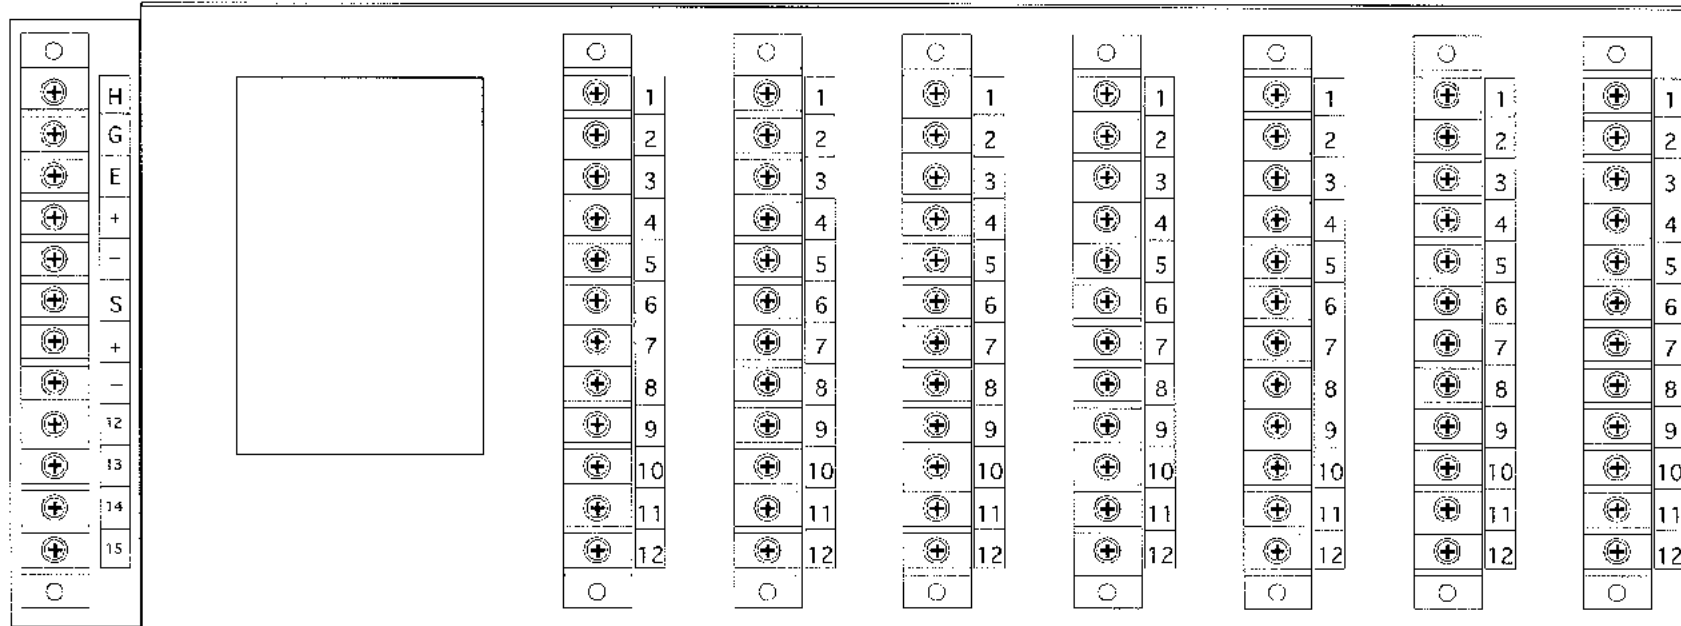 H 1 1 1 1 1 1 1
G 2 2 2 2 2 2 2
E 3 3 3 3 3 3 3
+ 4 4 4 4 4 4 4
− 5 5 5 5 5 5 5
S 6 6 6 6 6 6 6
+ 7 7 7 7 7 7 7
− 8 8 8 8 8 8 8
12 9 9 9 9 9 9 9
13 10 10 10 10 10 10 10
14 11 11 11 11 11 11 11
15 12 12 12 12 12 12 12